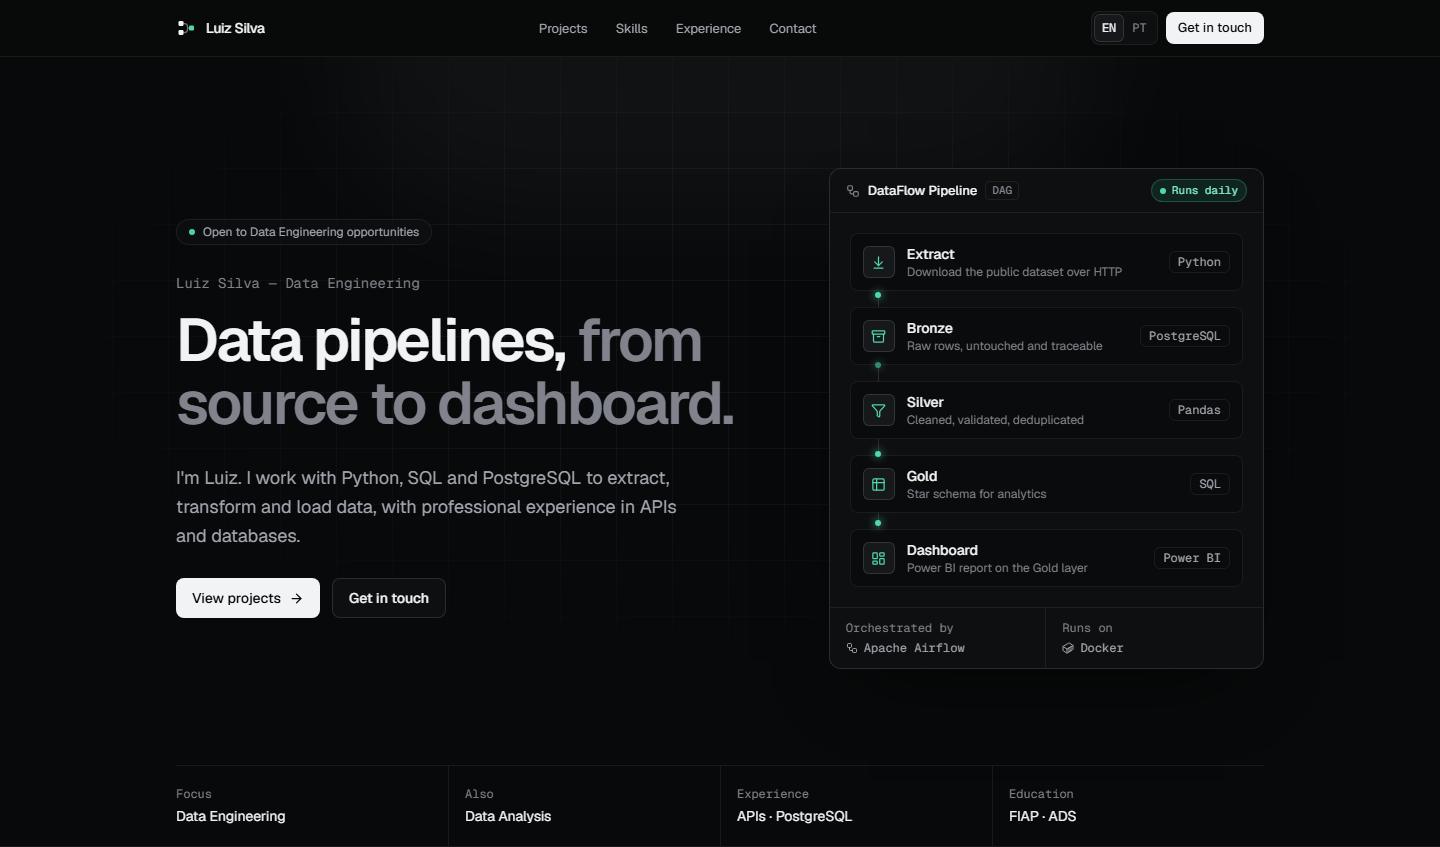 Luiz Silva
Projects
Skills
Experience
Contact
EN
PT
Get in touch
Open to Data Engineering opportunities
Luiz Silva — Data Engineering
Data pipelines, from
source to dashboard.
I'm Luiz. I work with Python, SQL and PostgreSQL to extract,
transform and load data, with professional experience in APIs
and databases.
View projects
Get in touch
DataFlow Pipeline
DAG
Runs daily
Extract
Download the public dataset over HTTP
Python
Bronze
Raw rows, untouched and traceable
PostgreSQL
Silver
Cleaned, validated, deduplicated
Pandas
Gold
Star schema for analytics
SQL
Dashboard
Power BI report on the Gold layer
Power BI
Orchestrated by
Apache Airflow
Runs on
Docker
Focus
Data Engineering
Also
Data Analysis
Experience
APIs · PostgreSQL
Education
FIAP · ADS